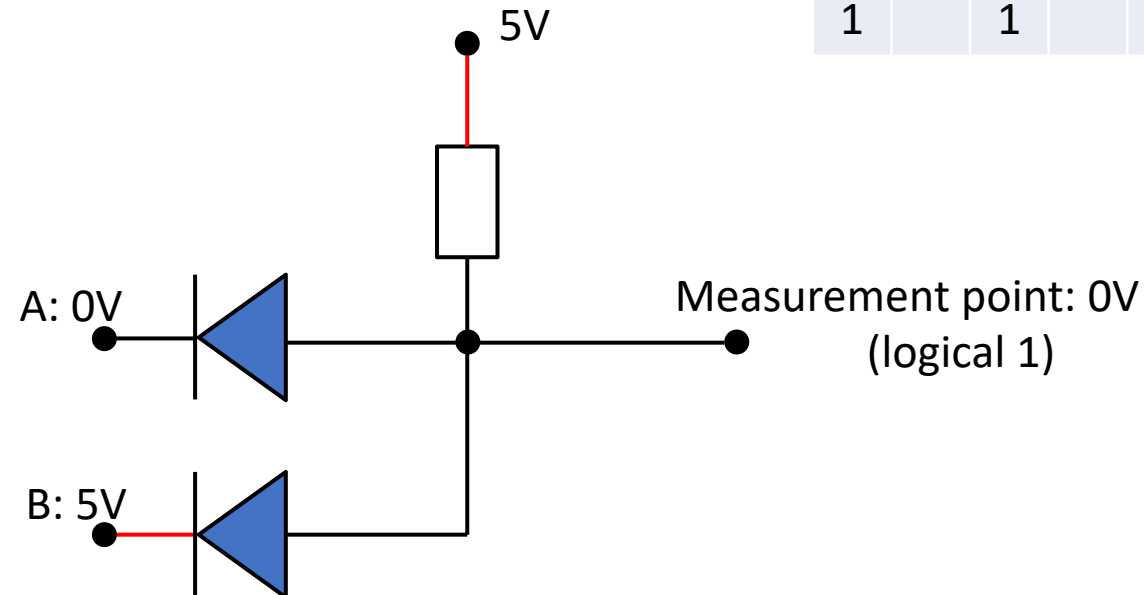 1 1
5V
A: 0V
Measurement point: 0V
(logical 1)
B: 5V